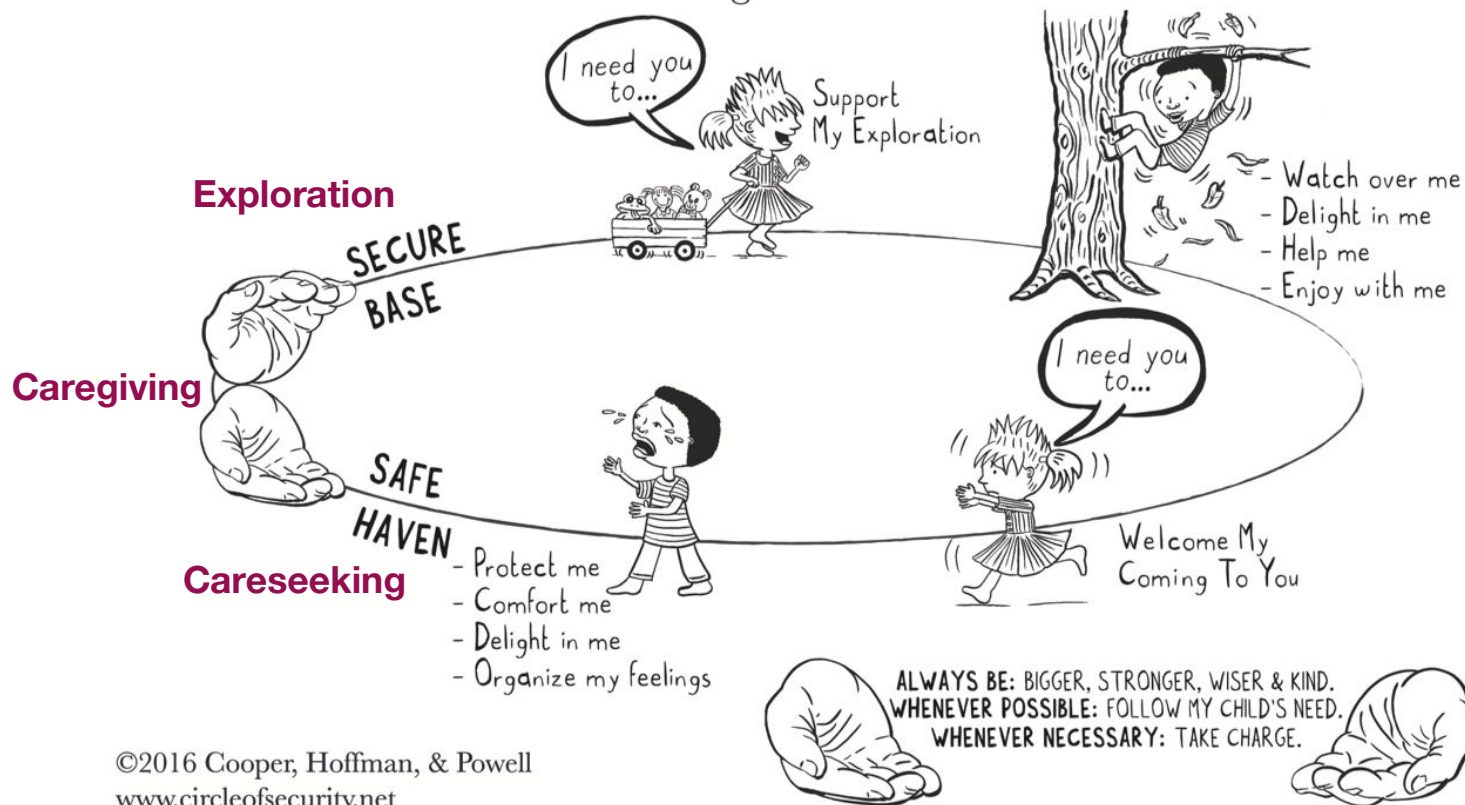 I need you
to...
Support
My Exploration
- Watch over me
- Delight in me
- Help me
- Enjoy with me
Exploration
SECURE
BASE
Caregiving
I need you
to...
SAFE
HAVEN
Careseeking
- Protect me
- Comfort me
- Delight in me
- Organize my feelings
Welcome My
Coming To You
ALWAYS BE: BIGGER, STRONGER, WISER & KIND.
WHENEVER POSSIBLE: FOLLOW MY CHILD'S NEED.
WHENEVER NECESSARY: TAKE CHARGE.
©2016 Cooper, Hoffman, & Powell
www.circleofsecurity.net